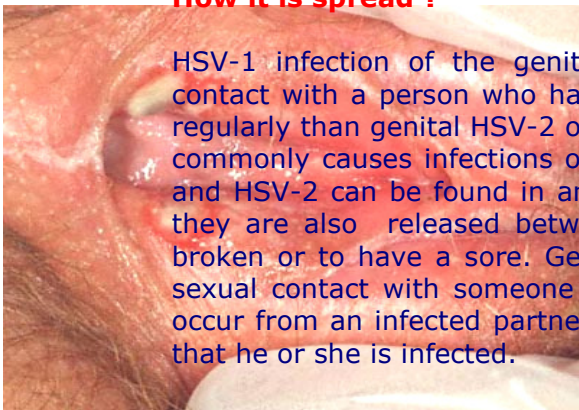 How it is spread ?
HSV-1 infection of the genit
contact with a person who ha
regularly than genital HSV-2 o
commonly causes infections o
and HSV-2 can be found in an
they are also released betw
broken or to have a sore. Ge
sexual contact with someone
occur from an infected partne
that he or she is infected.